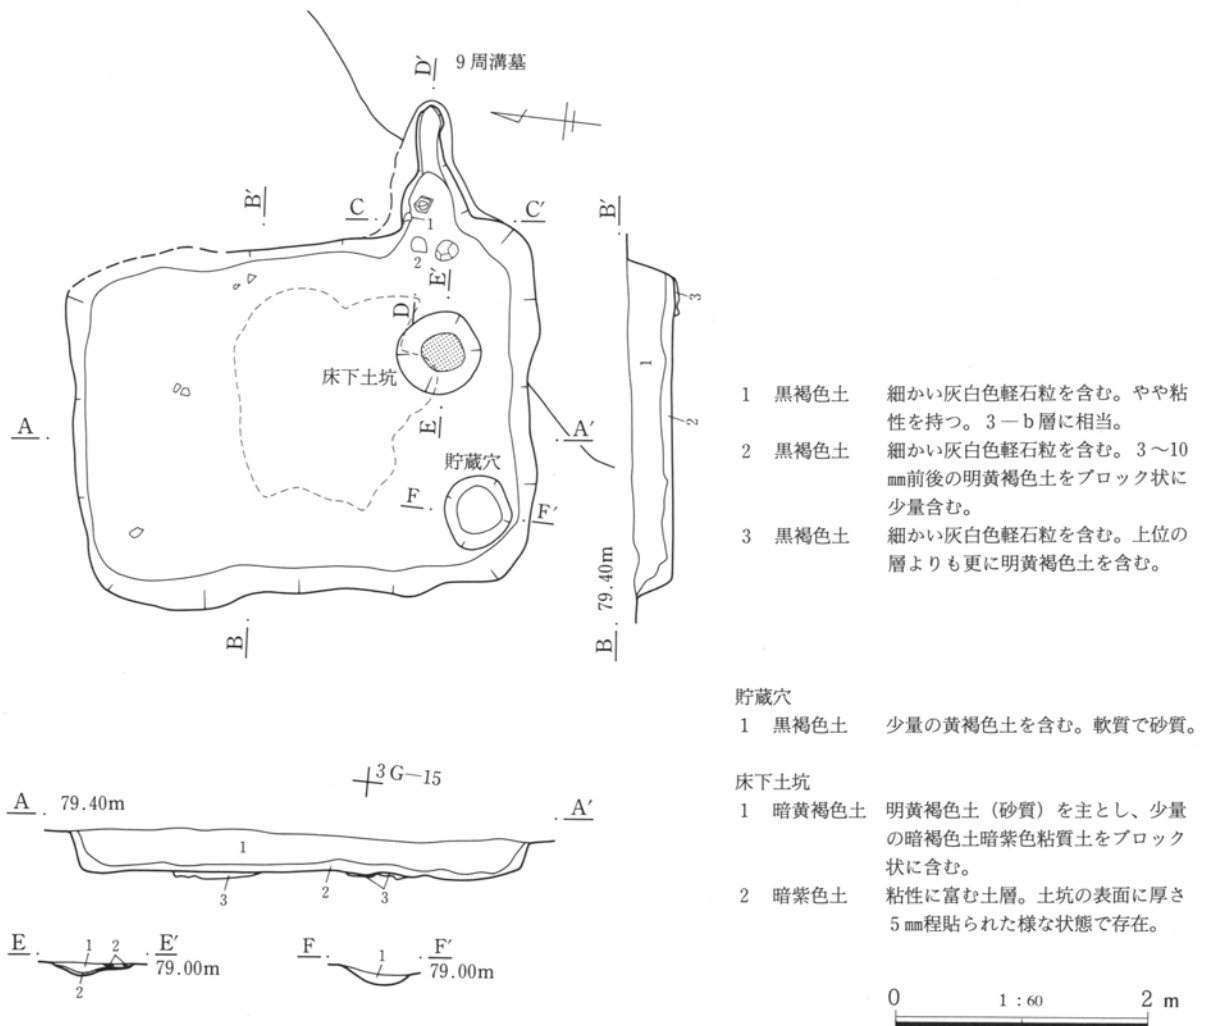 9 周溝墓
D′
B′
C
C′
B′
1
2
E′
D
3
床下土坑
1
A
A′
2
E
貯蔵穴
F
F′
B
79.40m
B
1 黒褐色土 細かい灰白色軽石粒を含む。やや粘
性を持つ。3－b層に相当。
2 黒褐色土 細かい灰白色軽石粒を含む。3～10
㎜前後の明黄褐色土をブロック状に
少量含む。
3 黒褐色土 細かい灰白色軽石粒を含む。上位の
層よりも更に明黄褐色土を含む。
貯蔵穴
1 黒褐色土 少量の黄褐色土を含む。軟質で砂質。
床下土坑
1 暗黄褐色土 明黄褐色土（砂質）を主とし、少量
の暗褐色土暗紫色粘質土をブロック
状に含む。
2 暗紫色土 粘性に富む土層。土坑の表面に厚さ
5㎜程貼られた様な状態で存在。
3G－15
A 79.40m A′
1
3 2 3
E 1 2 E′
79.00m
2
F 1 F′
79.00m
0 1：60 2 m